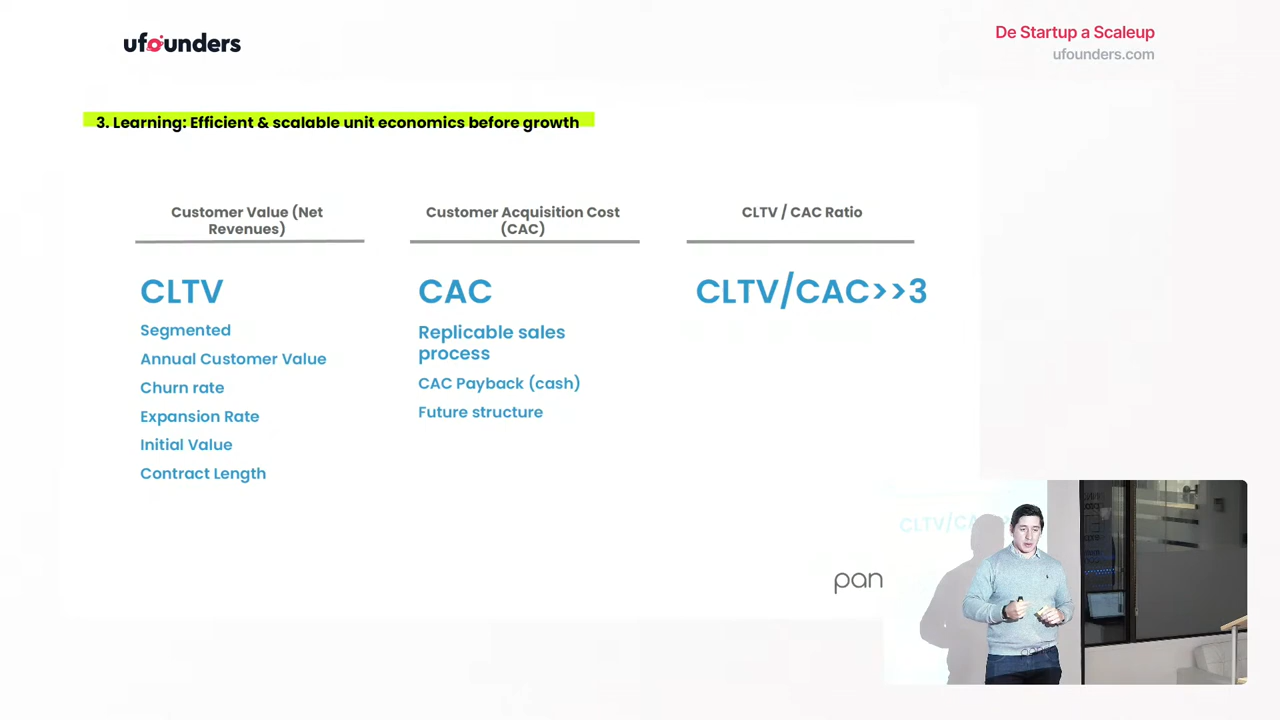 ufounders
De Startup a Scaleup
ufounders.com
3. Learning: Efficient & scalable unit economics before growth
Customer Value (Net
Revenues)
CLTV
Segmented
Annual Customer Value
Churn rate
Expansion Rate
Initial Value
Contract Length
Customer Acquisition Cost
(CAC)
CAC
Replicable sales
process
CAC Payback (cash)
Future structure
CLTV / CAC Ratio
CLTV/CAC>>3
pan
CLTV/CA